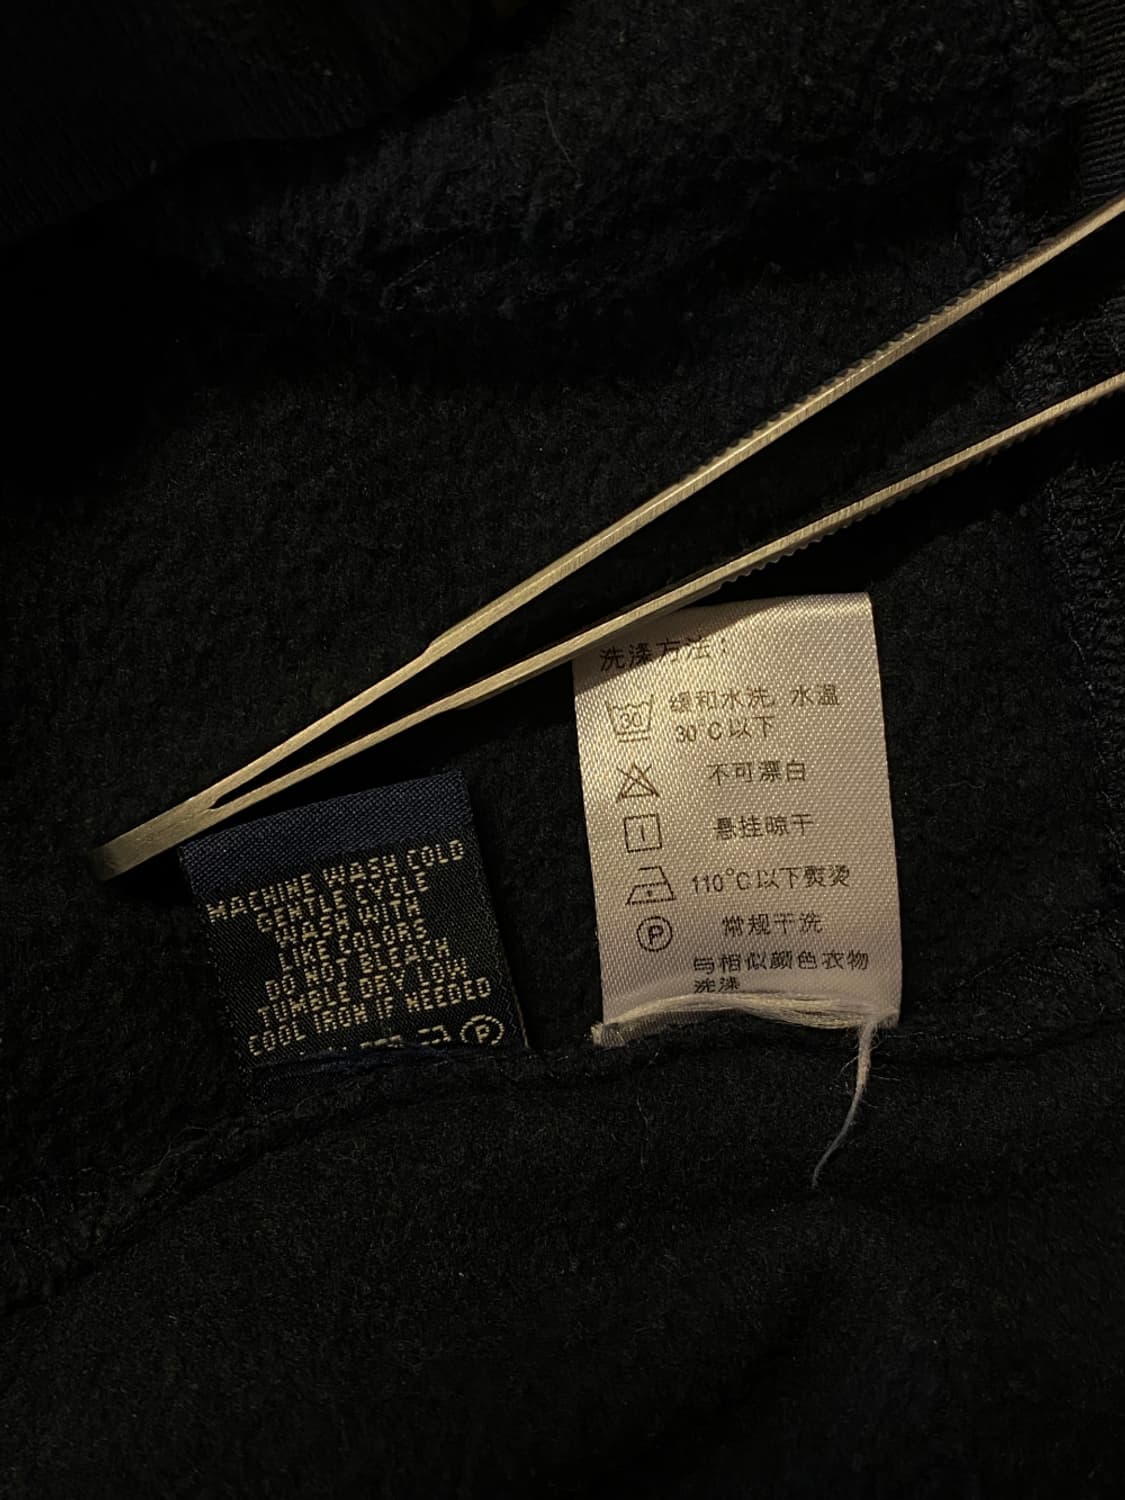 MACHINE WASH COLD
GENTLE CYCLE
WASH WITH
LIKE COLORS
DO NOT BLEACH
TUMBLE DRY LOW
COOL IRON IF NEEDED
P
洗涤方法：
30 缓和水洗, 水温
30°C以下
不可漂白
悬挂晾干
110°C以下熨烫
P 常规干洗
与相似颜色衣物
洗涤